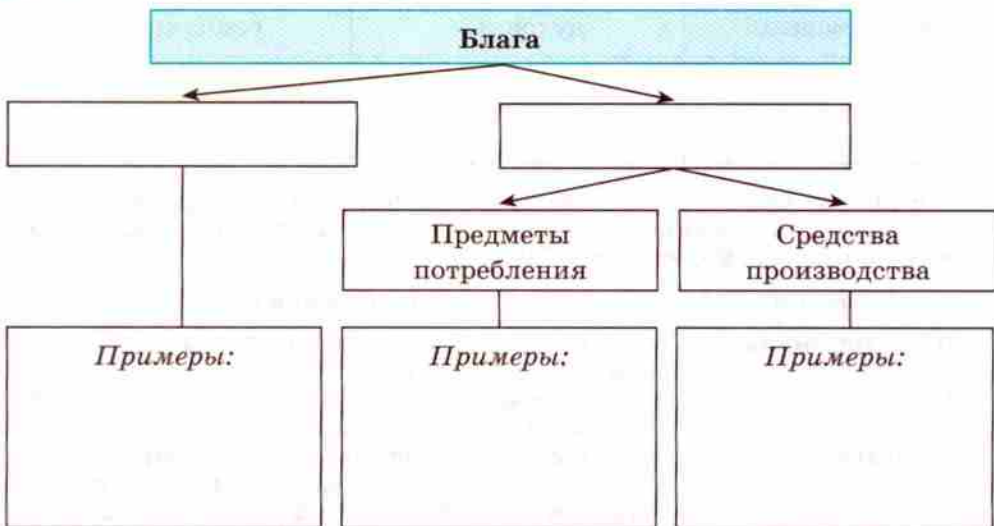 Блага
Предметы
потребления
Средства
производства
Примеры:
Примеры:
Примеры: